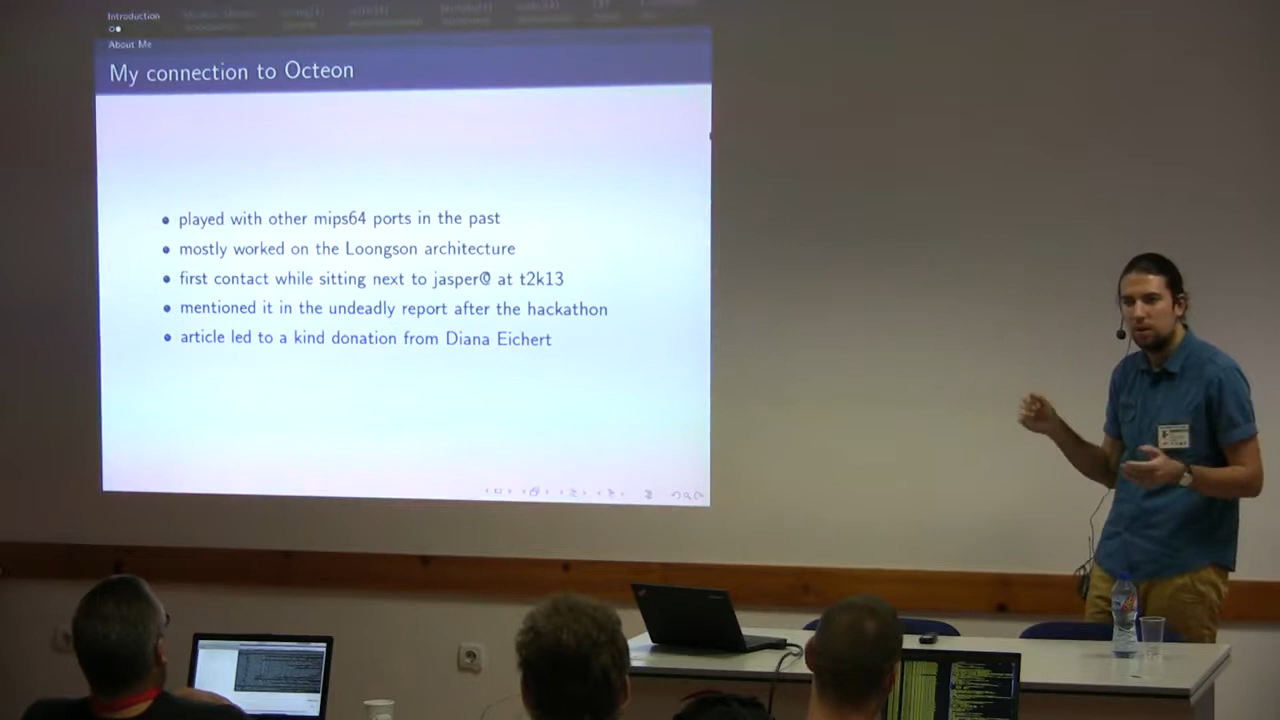 Introduction
About Me
My connection to Octeon
played with other mips64 ports in the past
mostly worked on the Loongson architecture
first contact while sitting next to jasper@ at t2k13
mentioned it in the undeadly report after the hackathon
article led to a kind donation from Diana Eichert